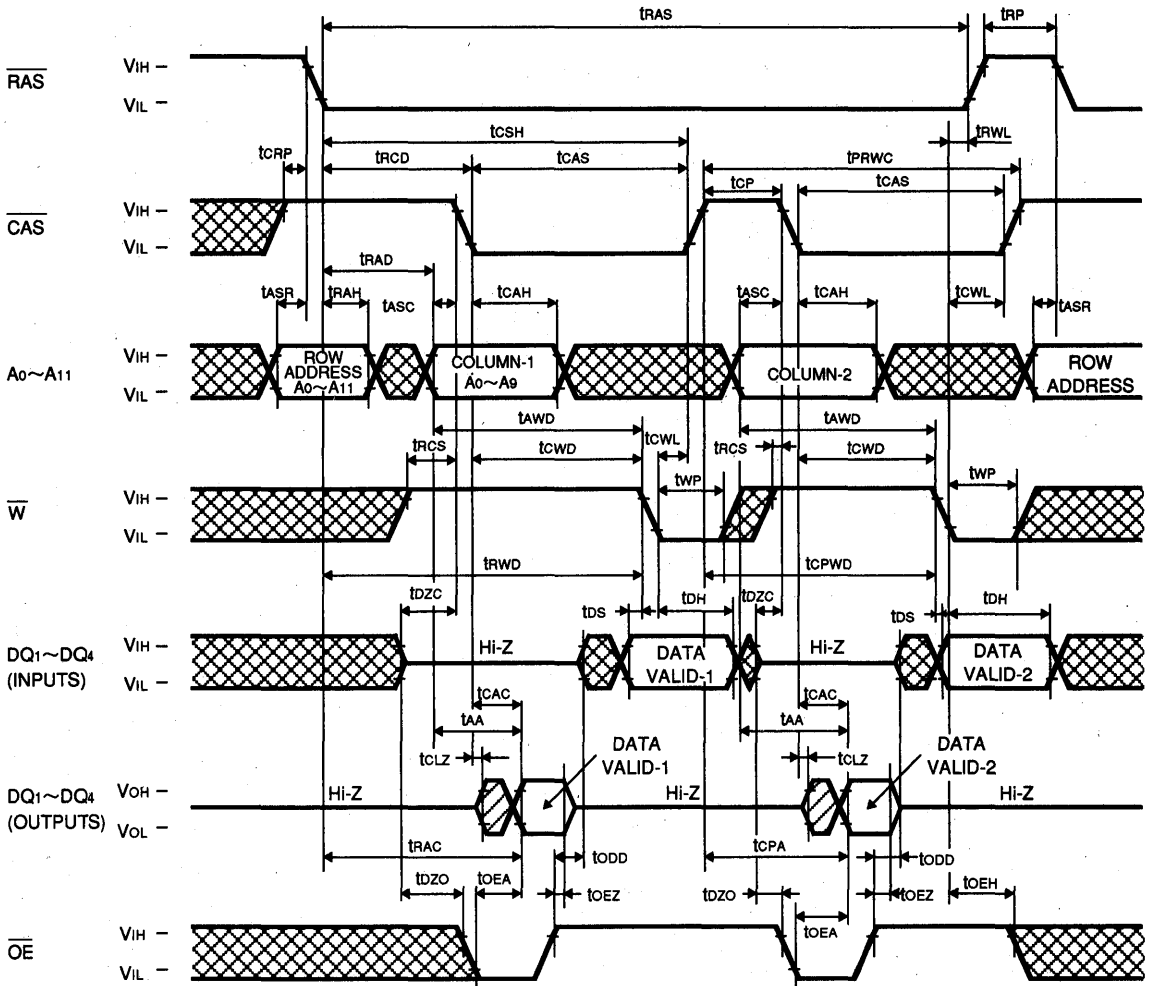 tRAS
tRP
RAS
VIH
VIL
tCSH
tRWL
tCRP
tRCD
tCAS
tPRWC
tCP
tCAS
CAS
VIH
VIL
tRAD
tASR
tRAH
tASC
tCAH
tASC
tCAH
tCWL
tASR
A0~A11
VIH
VIL
ROW
ADDRESS
A0~A11
COLUMN-1
A0~A9
COLUMN-2
ROW
ADDRESS
tAWD
tAWD
tRCS
tCWD
tCWL
tRCS
tCWD
tWP
tWP
W
VIH
VIL
tRWD
tCPWD
tDZC
tDS
tDH
tDZC
tDS
tDH
DQ1~DQ4
(INPUTS)
VIH
VIL
Hi-Z
DATA
VALID-1
Hi-Z
DATA
VALID-2
tCAC
tCAC
tAA
tAA
tCLZ
DATA
VALID-1
tCLZ
DATA
VALID-2
DQ1~DQ4
(OUTPUTS)
VOH
VOL
Hi-Z
Hi-Z
Hi-Z
tRAC
tODD
tCPA
tODD
tDZO
tOEA
tOEZ
tDZO
tOEA
tOEZ
tOEH
OE
VIH
VIL